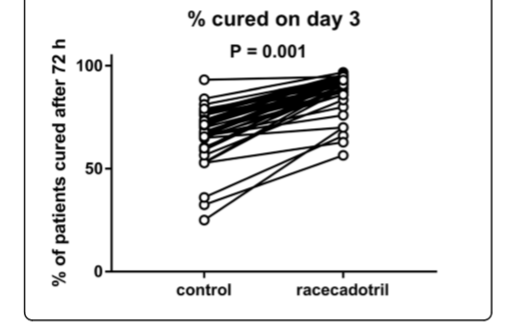 % cured on day 3
P = 0.001
% of patients cured after 72 h
100
50
0
control racecadotril